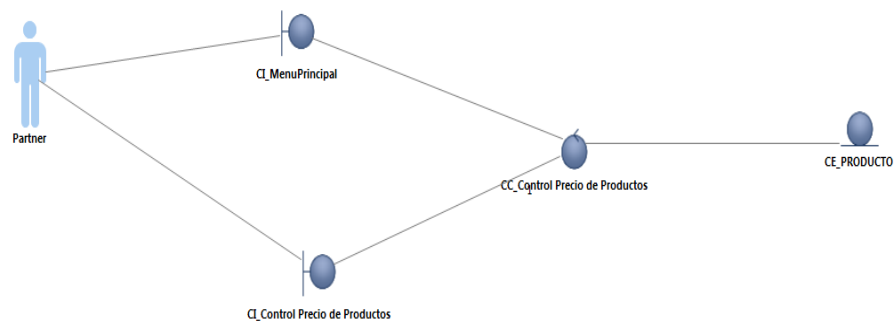 CI_MenuPrincipal
Partner
CE_PRODUCTO
CC_Control Precio de Productos
CI_Control Precio de Productos